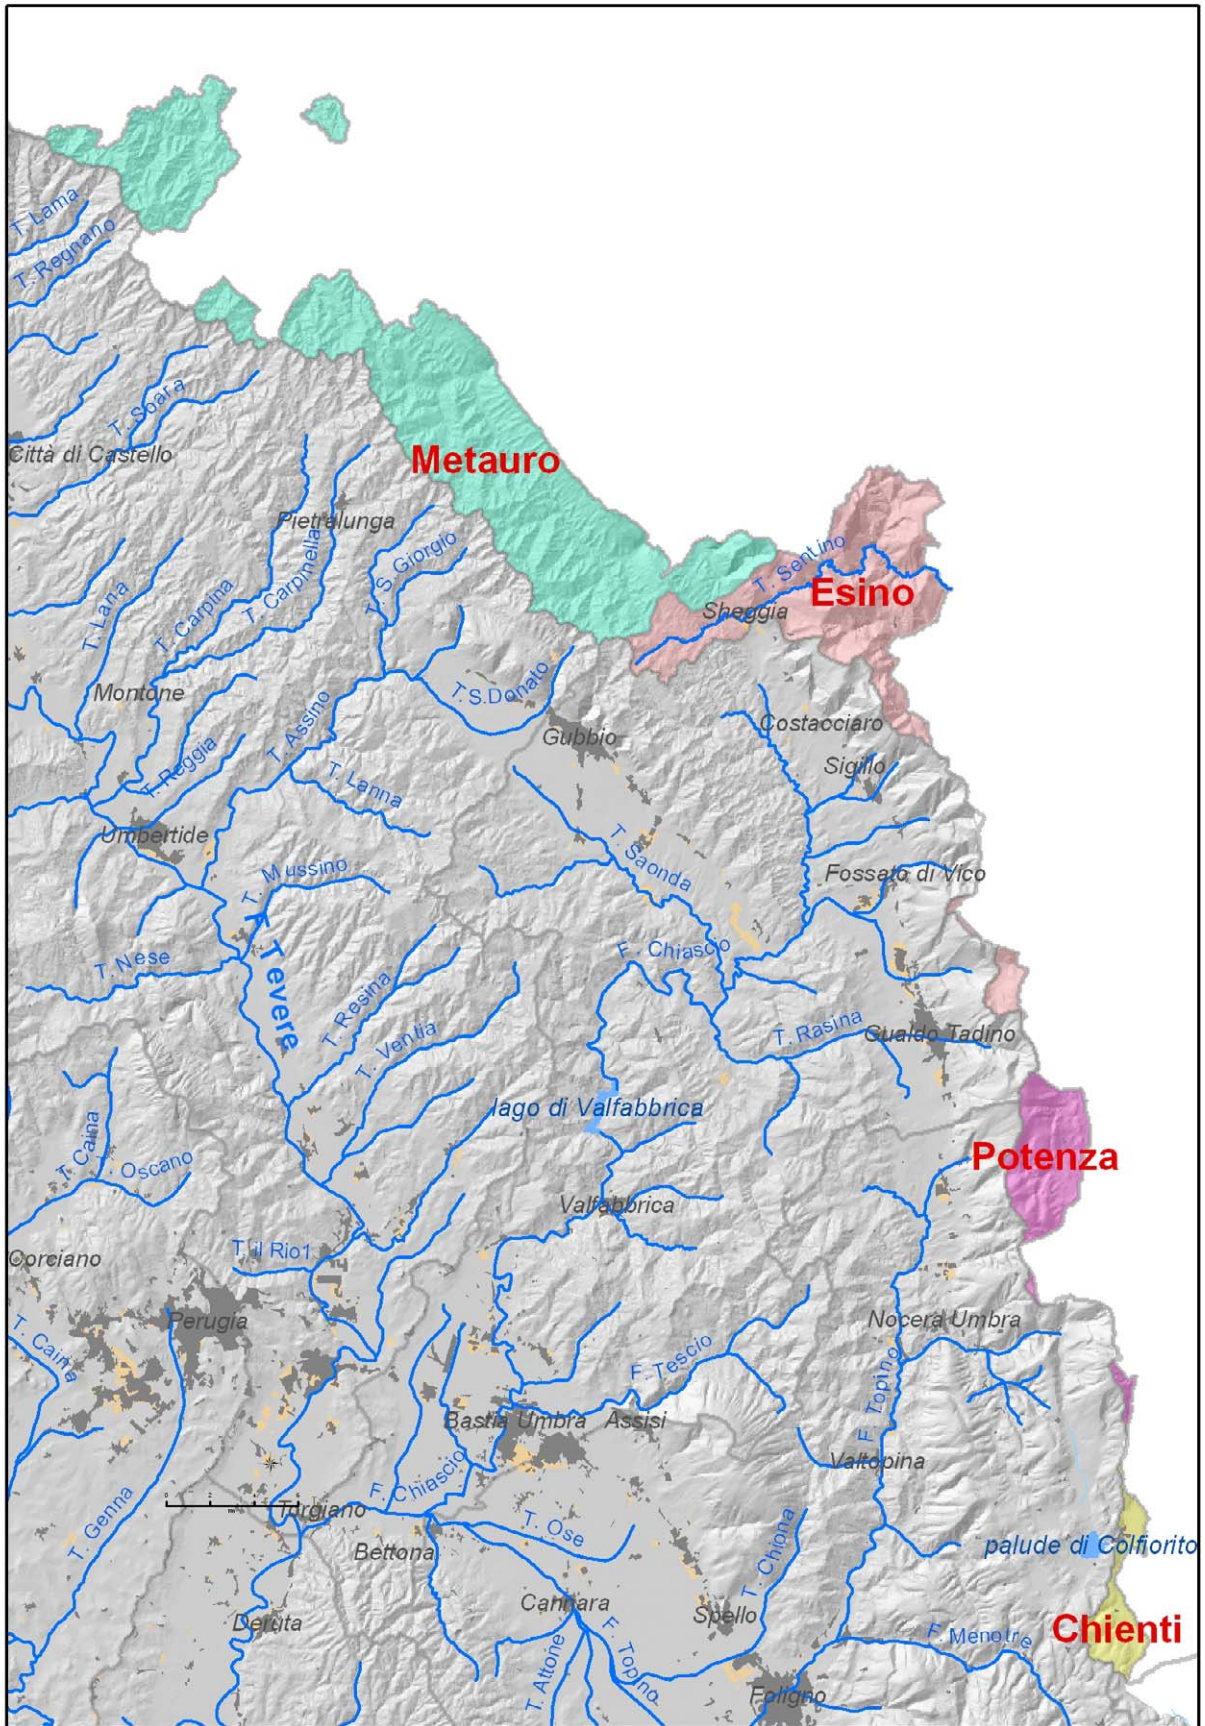 T. Lama
T. Regnano
T. Soara
Città di Castello
Metauro
Pietralunga
T. S. Giorgio
T. Carpinella
T. Carpina
T. Lana
T. Sentino
Esino
Sheggia
Montone
T.S.Donato
T. Assino
Gubbio
Costacciaro
T. Reggia
T. Lanna
Sigillo
Umbertide
T. Saonda
T. Mussino
Fossato di Vico
F. Tevere
F. Chiascio
T. Nese
T. Resina
T. Ventia
T. Rasina
Gualdo Tadino
lago di Valfabbrica
T. Caina
T. Oscano
Potenza
Valfabbrica
T. il Rio1
Corciano
Perugia
Nocera Umbra
T. Caina
F. Tescio
F. Topino
Bastia Umbra
Assisi
Valtopina
F. Chiascio
T. Genna
Torgiano
T. Ose
Bettona
palude di Colfiorito
T. Chiona
Cannara
Spello
Deruta
Chienti
F. Menotre
F. Topino
T. Attone
Foligno